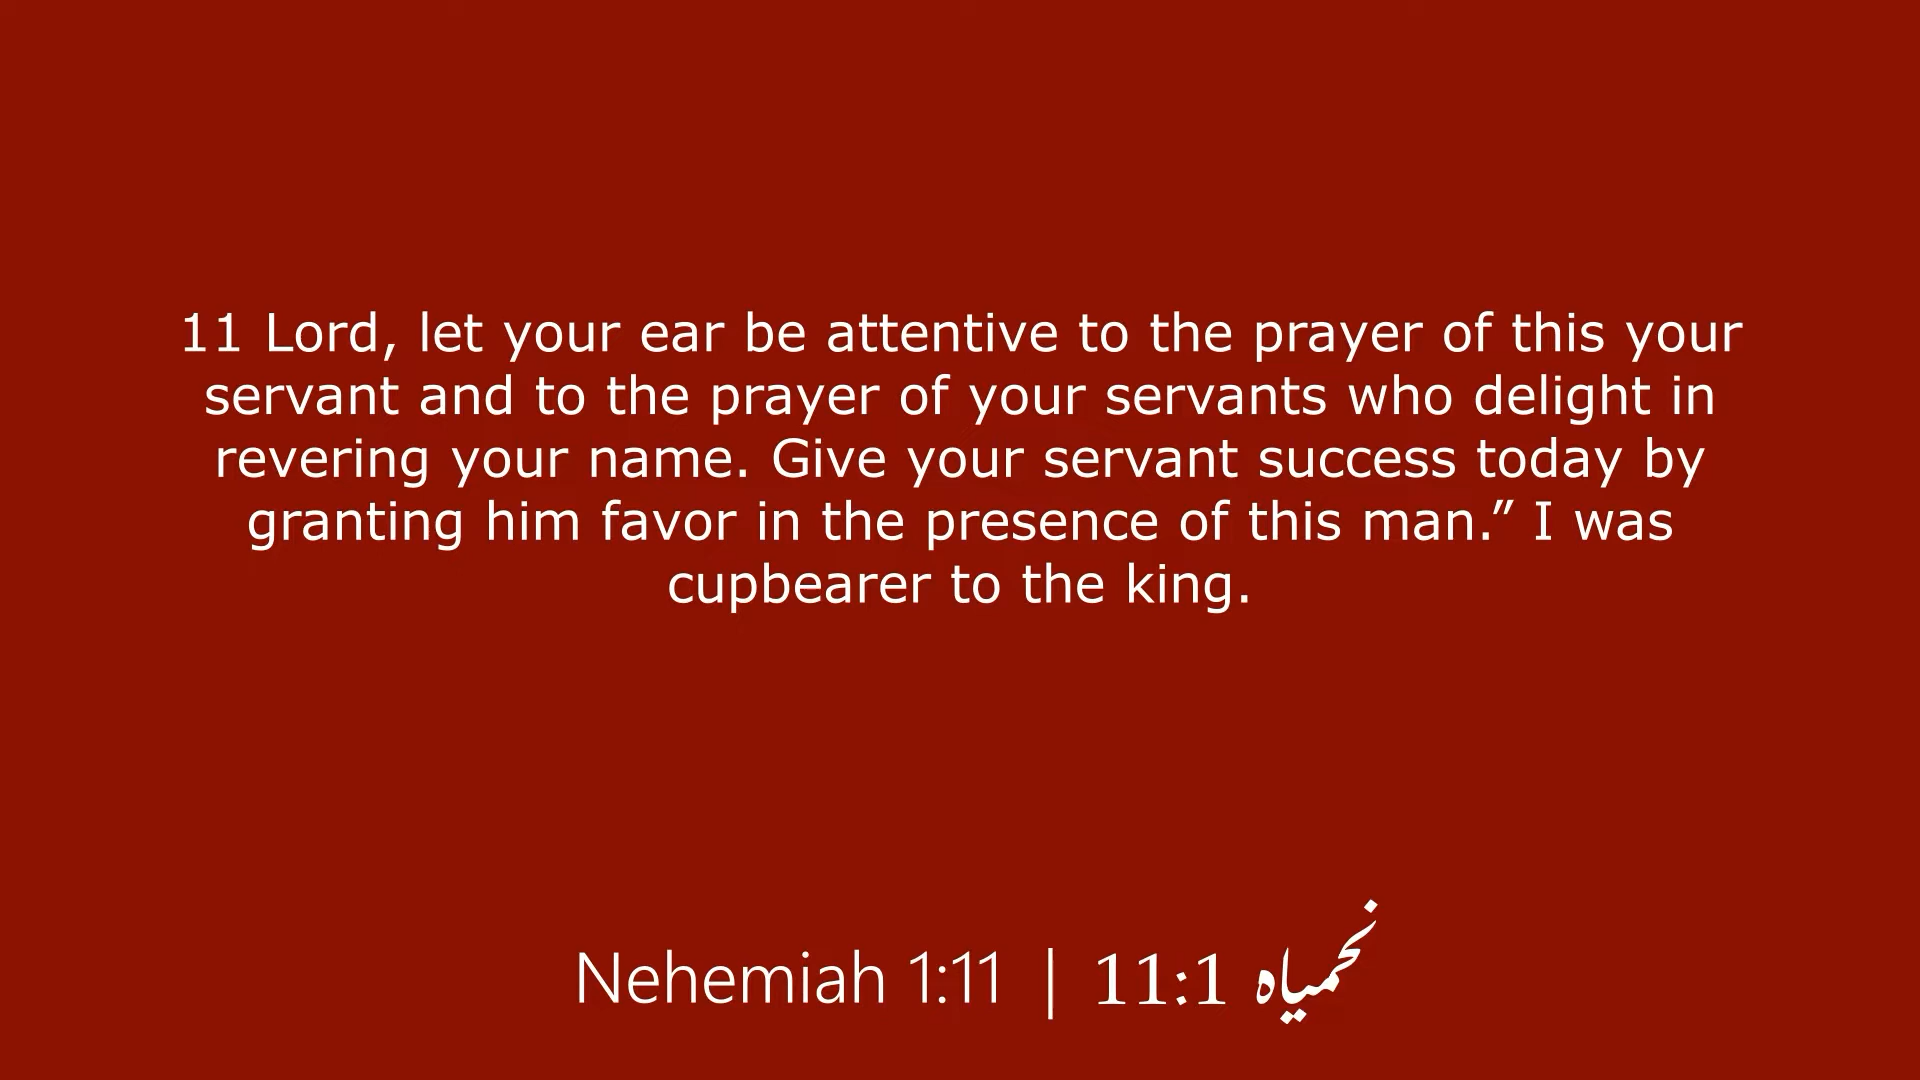 11 Lord, let your ear be attentive to the prayer of this your
servant and to the prayer of your servants who delight in
revering your name. Give your servant success today by
granting him favor in the presence of this man.” I was
cupbearer to the king.
Nehemiah 1:11 | نحمیاہ 11:1